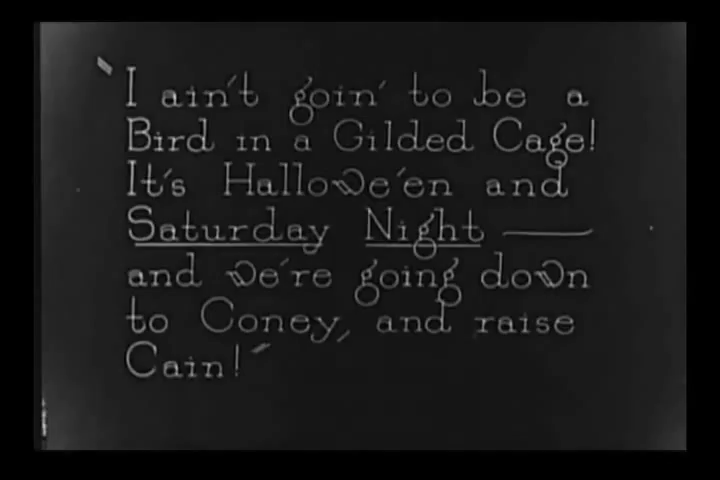 "I ain't goin' to be a
Bird in a Gilded Cage!
It's Hallowe'en and
Saturday Night —
and we're going down
to Coney, and raise
Cain!"